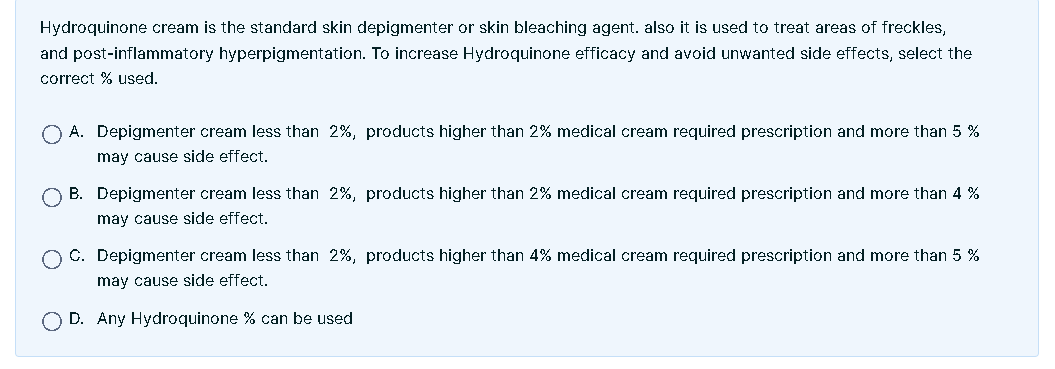 Hydroquinone cream is the standard skin depigmenter or skin bleaching agent. also it is used to treat areas of freckles,
and post-inflammatory hyperpigmentation. To increase Hydroquinone efficacy and avoid unwanted side effects, select the
correct % used.
A. Depigmenter cream less than 2%, products higher than 2% medical cream required prescription and more than 5 %
may cause side effect.
B. Depigmenter cream less than 2%, products higher than 2% medical cream required prescription and more than 4 %
may cause side effect.
C. Depigmenter cream less than 2%, products higher than 4% medical cream required prescription and more than 5 %
may cause side effect.
D. Any Hydroquinone % can be used